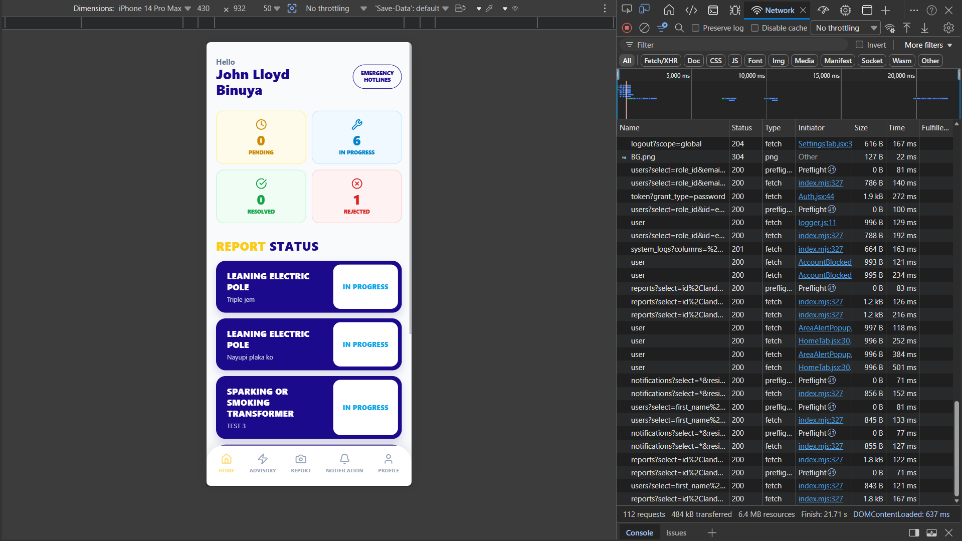 Dimensions: iPhone 14 Pro Max 430 × 932 50 No throttling 'Save-Data': default
Hello
John Lloyd
Binuya
EMERGENCY
HOTLINES
0
PENDING
6
IN PROGRESS
0
RESOLVED
1
REJECTED
REPORT STATUS
LEANING ELECTRIC
POLE
Triple jem
IN PROGRESS
LEANING ELECTRIC
POLE
Nayupi plaka ko
IN PROGRESS
SPARKING OR
SMOKING
TRANSFORMER
TEST 3
IN PROGRESS
HOME ADVISORY REPORT NOTIFICATION PROFILE
Network
Preserve log Disable cache No throttling
Filter Invert More filters
All Fetch/XHR Doc CSS JS Font Img Media Manifest Socket Wasm Other
5,000 ms 10,000 ms 15,000 ms 20,000 ms
Name Status Type Initiator Size Time Fulfille...
logout?scope=global 204 fetch SettingsTab.jsx:3 616 B 167 ms
BG.png 304 png Other 127 B 22 ms
users?select=role_id&emai... 200 preflig... Preflight 0 B 81 ms
users?select=role_id&emai... 200 fetch index.mjs:327 786 B 140 ms
token?grant_type=password 200 fetch Auth.jsx:44 1.9 kB 272 ms
users?select=role_id&id=e... 200 preflig... Preflight 0 B 100 ms
user 200 fetch logger.js:11 996 B 129 ms
users?select=role_id&id=e... 200 fetch index.mjs:327 788 B 192 ms
system_logs?columns=%2... 201 fetch index.mjs:327 664 B 163 ms
user 200 fetch AccountBlocked 993 B 121 ms
user 200 fetch AccountBlocked 995 B 234 ms
reports?select=id%2Cland... 200 preflig... Preflight 0 B 83 ms
reports?select=id%2Cland... 200 fetch index.mjs:327 1.2 kB 126 ms
reports?select=id%2Cland... 200 fetch index.mjs:327 1.2 kB 216 ms
user 200 fetch AreaAlertPopup. 997 B 118 ms
user 200 fetch HomeTab.jsx:30. 996 B 252 ms
user 200 fetch AreaAlertPopup. 996 B 384 ms
user 200 fetch HomeTab.jsx:30. 996 B 501 ms
notifications?select=*&resi... 200 preflig... Preflight 0 B 71 ms
notifications?select=*&resi... 200 fetch index.mjs:327 856 B 152 ms
users?select=first_name%2... 200 preflig... Preflight 0 B 81 ms
users?select=first_name%2... 200 fetch index.mjs:327 845 B 133 ms
notifications?select=*&resi... 200 preflig... Preflight 0 B 77 ms
notifications?select=*&resi... 200 fetch index.mjs:327 855 B 127 ms
reports?select=id%2Cland... 200 fetch index.mjs:327 1.8 kB 122 ms
reports?select=id%2Cland... 200 preflig... Preflight 0 B 71 ms
users?select=first_name%2... 200 fetch index.mjs:327 843 B 121 ms
reports?select=id%2Cland... 200 fetch index.mjs:327 1.8 kB 167 ms
112 requests 484 kB transferred 6.4 MB resources Finish: 21.71 s DOMContentLoaded: 637 ms
Console Issues